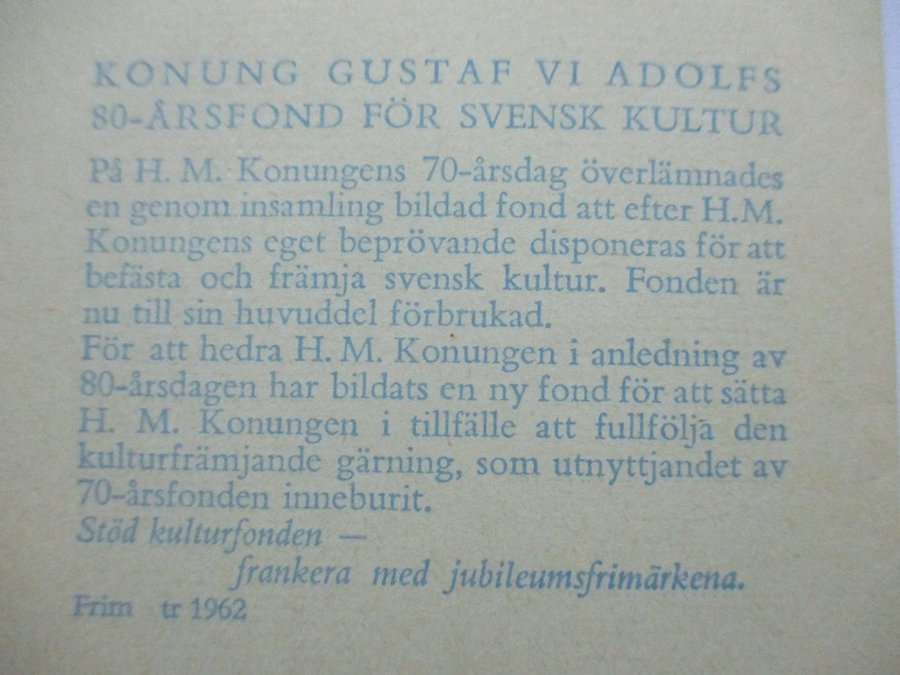 KONUNG GUSTAF VI ADOLFS
80-ÅRSFOND FÖR SVENSK KULTUR
På H. M. Konungens 70-årsdag överlämnades
en genom insamling bildad fond att efter H.M.
Konungens eget beprövande disponeras för att
befästa och främja svensk kultur. Fonden är
nu till sin huvuddel förbrukad.
För att hedra H. M. Konungen i anledning av
80-årsdagen har bildats en ny fond för att sätta
H. M. Konungen i tillfälle att fullfölja den
kulturfrämjande gärning, som utnyttjandet av
70-årsfonden inneburit.
Stöd kulturfonden —
frankera med jubileumsfrimärkena.
Frim tr 1962